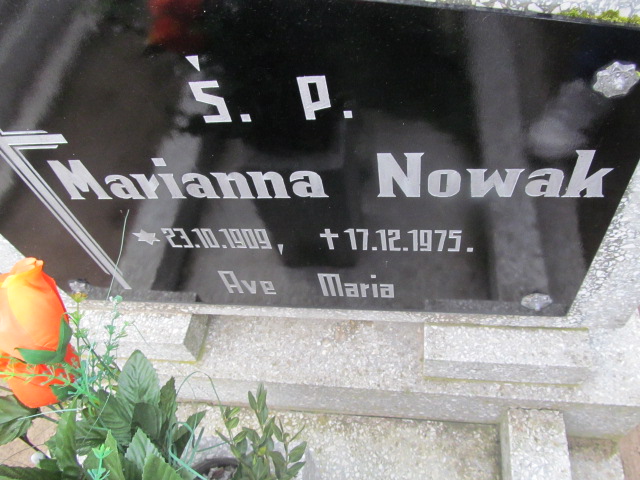 Ś. P.
Marianna Nowak
* 23.10.1909, †17.12.1975.
Ave Maria